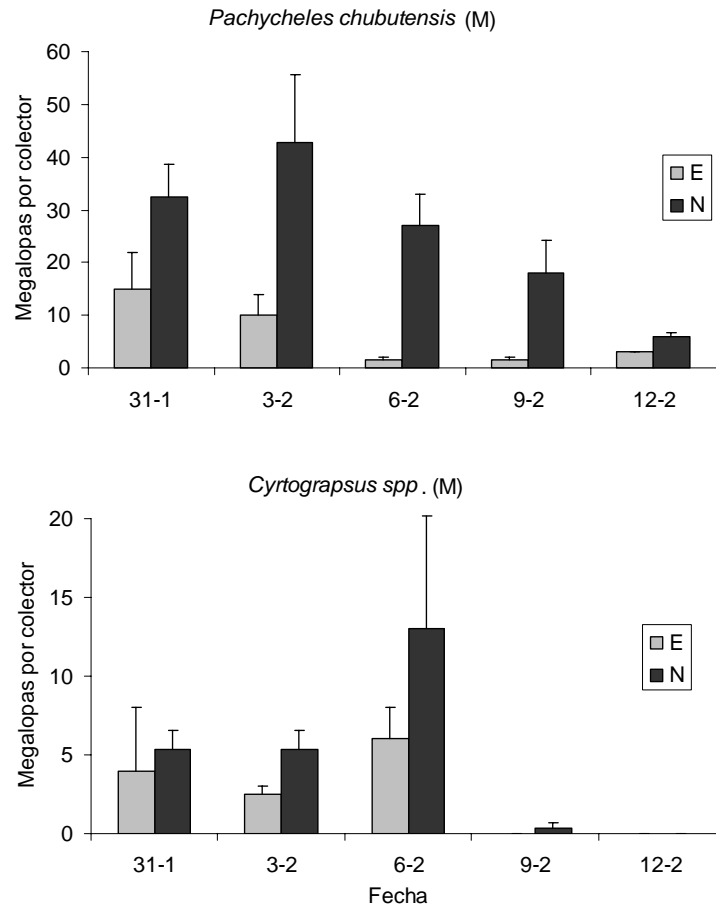 Pachycheles chubutensis (M)
60
50
40
30
20
10
0
Megalopas por colector
E
N
31-1 3-2 6-2 9-2 12-2
Cyrtograpsus spp. (M)
20
15
10
5
0
Megalopas por colector
E
N
31-1 3-2 6-2 9-2 12-2
Fecha